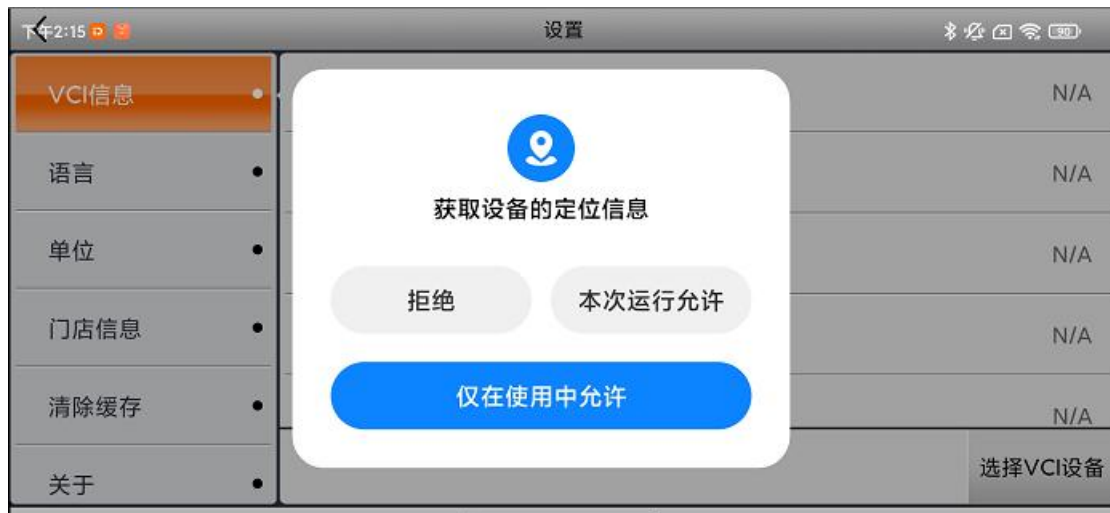 下午2:15
设置
90
VCI信息
N/A
语言
N/A
获取设备的定位信息
单位
N/A
拒绝
本次运行允许
门店信息
N/A
仅在使用中允许
清除缓存
N/A
选择VCI设备
关于